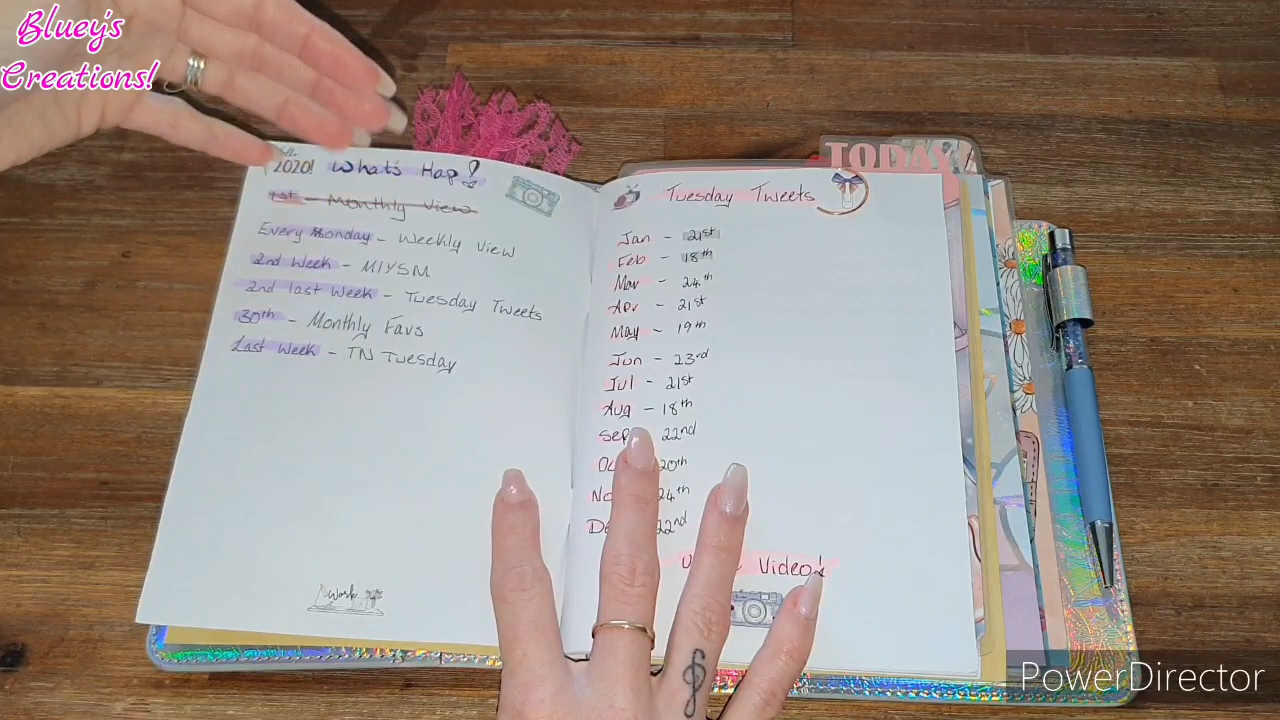 Bluey's
Creations!
2020! What's Hap!
1st - Monthly View
Every Monday - Weekly View
2nd Week - MIYSM
2nd last Week - Tuesday Tweets
30th - Monthly Favs
Last Week - TN Tuesday
Work
TODAY
Tuesday Tweets
Jan - 21st
Feb - 18th
Mar - 24th
Apr - 21st
May - 19th
Jun - 23rd
Jul - 21st
Aug - 18th
Sep 22nd
20th
24th
22nd
Video!
PowerDirector